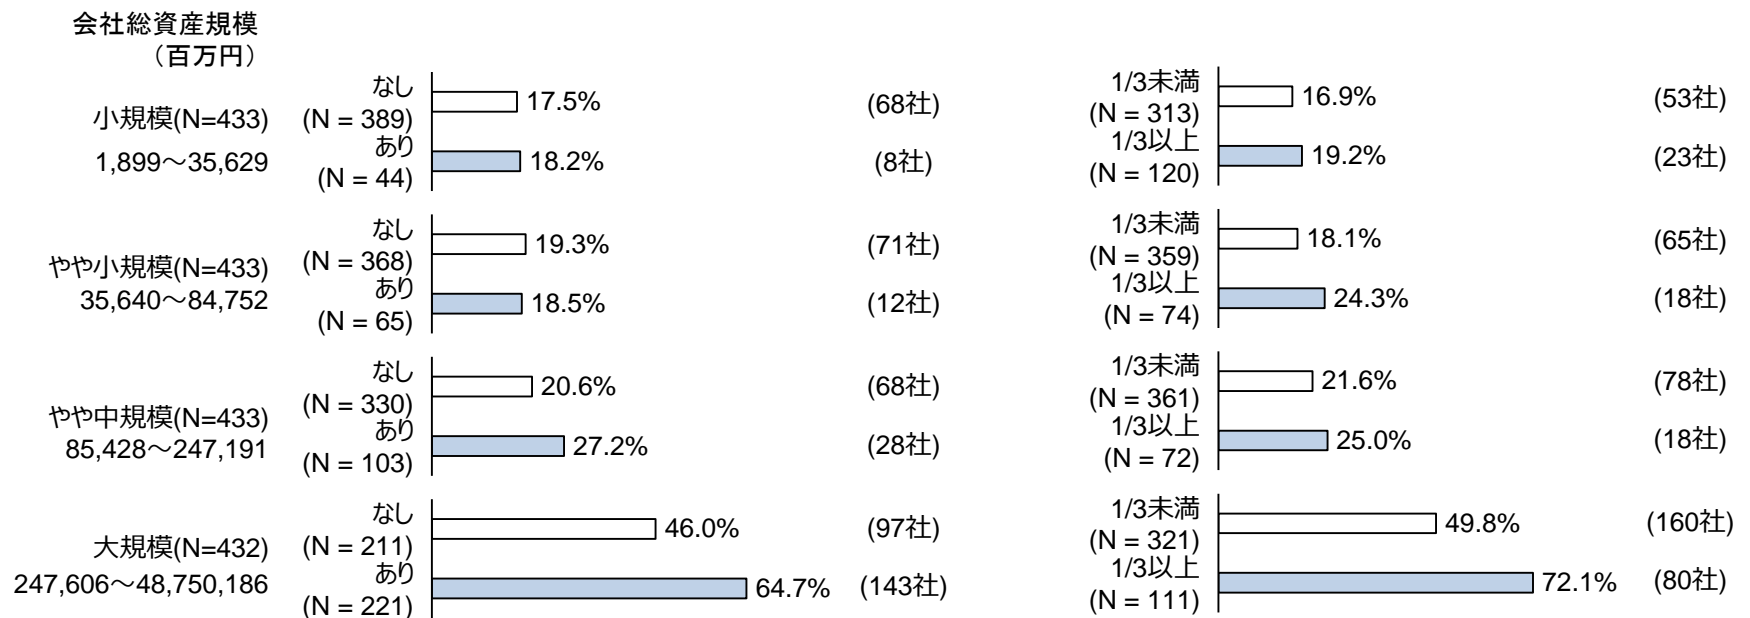 会社総資産規模
（百万円）
小規模(N=433)
1,899～35,629
なし
(N = 389)
17.5%
(68社)
あり
(N = 44)
18.2%
(8社)
1/3未満
(N = 313)
16.9%
(53社)
1/3以上
(N = 120)
19.2%
(23社)
やや小規模(N=433)
35,640～84,752
なし
(N = 368)
19.3%
(71社)
あり
(N = 65)
18.5%
(12社)
1/3未満
(N = 359)
18.1%
(65社)
1/3以上
(N = 74)
24.3%
(18社)
やや中規模(N=433)
85,428～247,191
なし
(N = 330)
20.6%
(68社)
あり
(N = 103)
27.2%
(28社)
1/3未満
(N = 361)
21.6%
(78社)
1/3以上
(N = 72)
25.0%
(18社)
大規模(N=432)
247,606～48,750,186
なし
(N = 211)
46.0%
(97社)
あり
(N = 221)
64.7%
(143社)
1/3未満
(N = 321)
49.8%
(160社)
1/3以上
(N = 111)
72.1%
(80社)